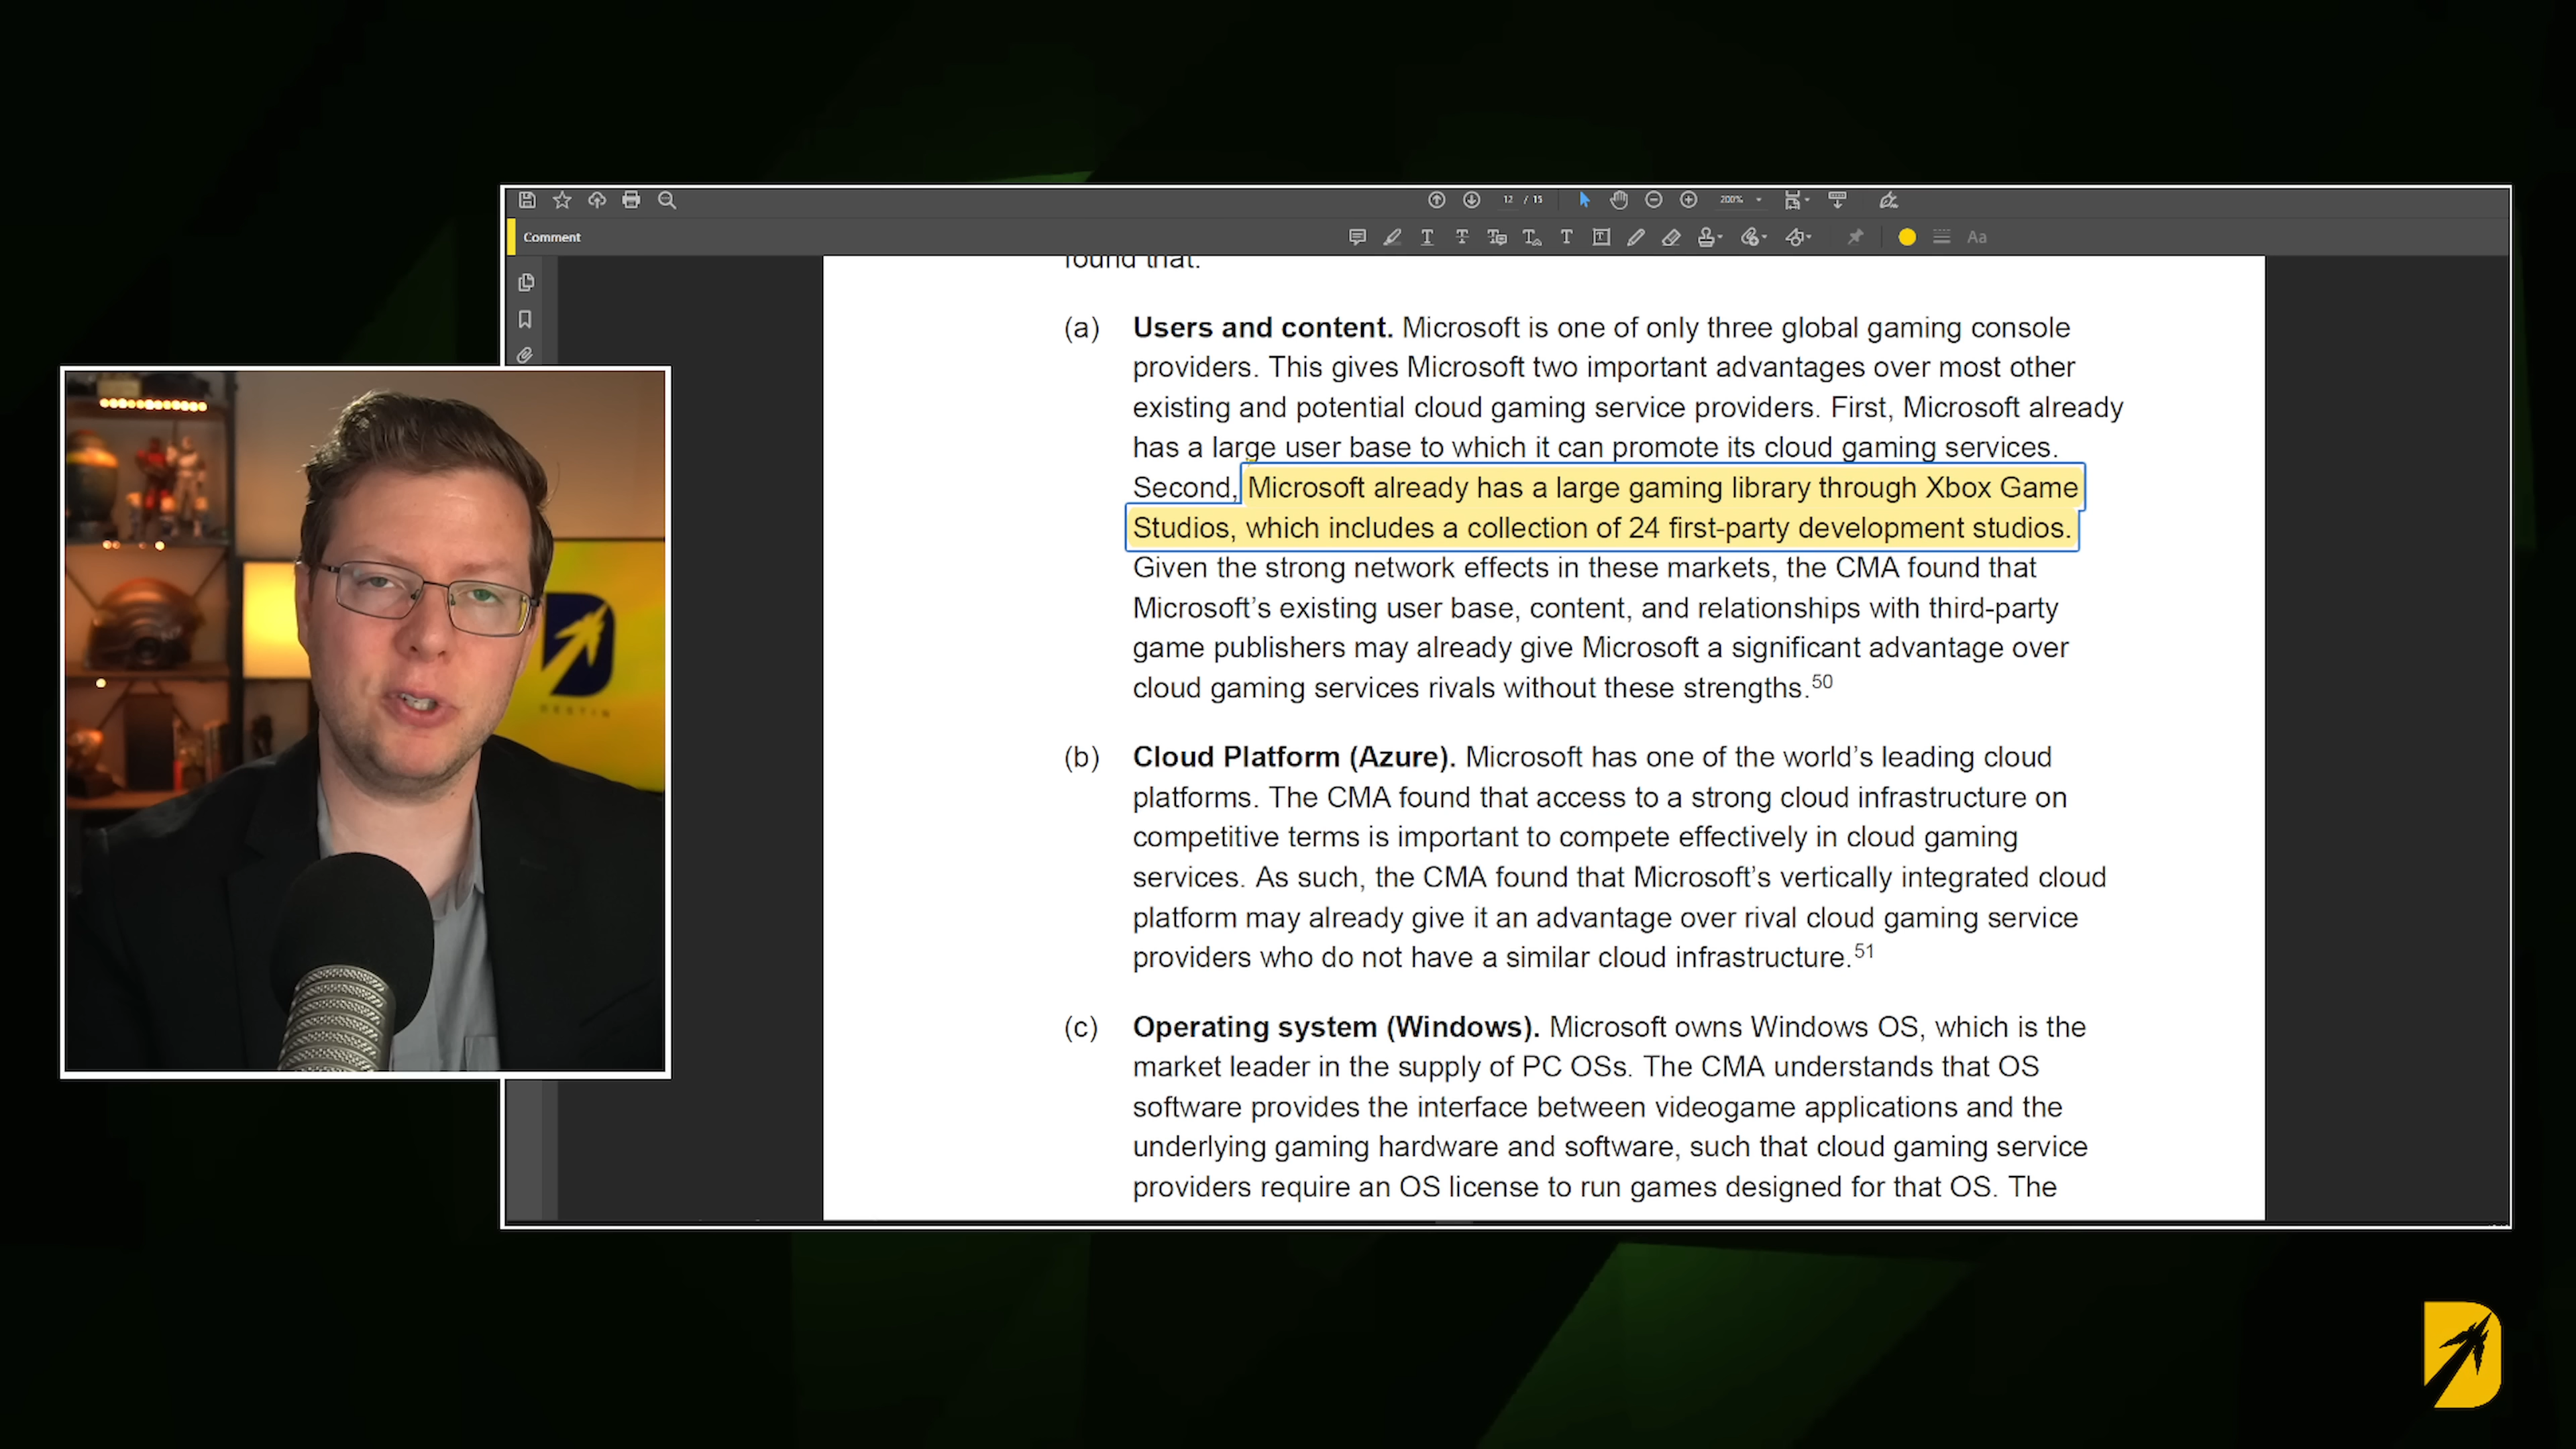 12 / 15
200%
Comment
Aa
found that:
(a) Users and content. Microsoft is one of only three global gaming console
providers. This gives Microsoft two important advantages over most other
existing and potential cloud gaming service providers. First, Microsoft already
has a large user base to which it can promote its cloud gaming services.
Second, Microsoft already has a large gaming library through Xbox Game
Studios, which includes a collection of 24 first-party development studios.
Given the strong network effects in these markets, the CMA found that
Microsoft’s existing user base, content, and relationships with third-party
game publishers may already give Microsoft a significant advantage over
cloud gaming services rivals without these strengths.50
(b) Cloud Platform (Azure). Microsoft has one of the world’s leading cloud
platforms. The CMA found that access to a strong cloud infrastructure on
competitive terms is important to compete effectively in cloud gaming
services. As such, the CMA found that Microsoft’s vertically integrated cloud
platform may already give it an advantage over rival cloud gaming service
providers who do not have a similar cloud infrastructure.51
(c) Operating system (Windows). Microsoft owns Windows OS, which is the
market leader in the supply of PC OSs. The CMA understands that OS
software provides the interface between videogame applications and the
underlying gaming hardware and software, such that cloud gaming service
providers require an OS license to run games designed for that OS. The
DESTIN